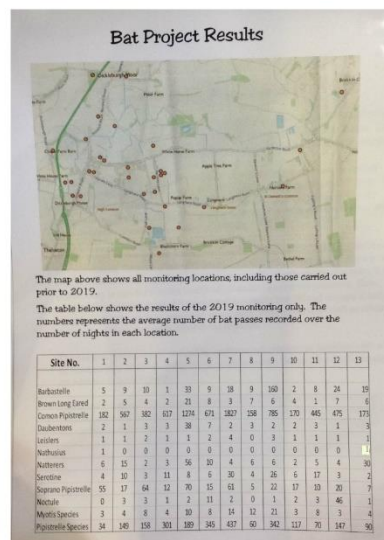 Bat Project Results
The map above shows all monitoring locations, including those carried out
prior to 2019.
The table below shows the results of the 2019 monitoring only. The
numbers represents the average number of bat passes recorded over the
number of nights in each location.
Site No. 1 2 3 4 5 6 7 8 9 10 11 12 13
Barbastelle 5 9 10 1 33 9 18 9 160 2 8 24 19
Brown Long Eared 2 5 4 2 21 8 3 7 6 4 1 7 6
Comon Pipistrelle 182 567 382 617 1274 671 1827 158 785 170 445 475 173
Daubentons 2 1 3 3 38 7 2 3 2 2 3 1 3
Leislers 1 1 2 1 1 2 4 0 3 1 1 1 1
Nathusius 1 0 0 0 0 0 0 0 0 0 0 0
Natterers 6 15 2 3 56 10 4 6 6 2 5 4 30
Serotine 4 10 3 11 8 6 30 4 26 6 17 3 2
Soprano Pipistrelle 55 17 64 12 70 15 61 5 22 17 10 20 7
Noctule 0 3 3 1 2 11 2 0 1 2 3 46 1
Myotis Species 3 4 8 4 10 8 14 12 21 3 8 3 4
Pipistrelle Species 34 149 158 301 189 345 437 60 342 117 70 147 90